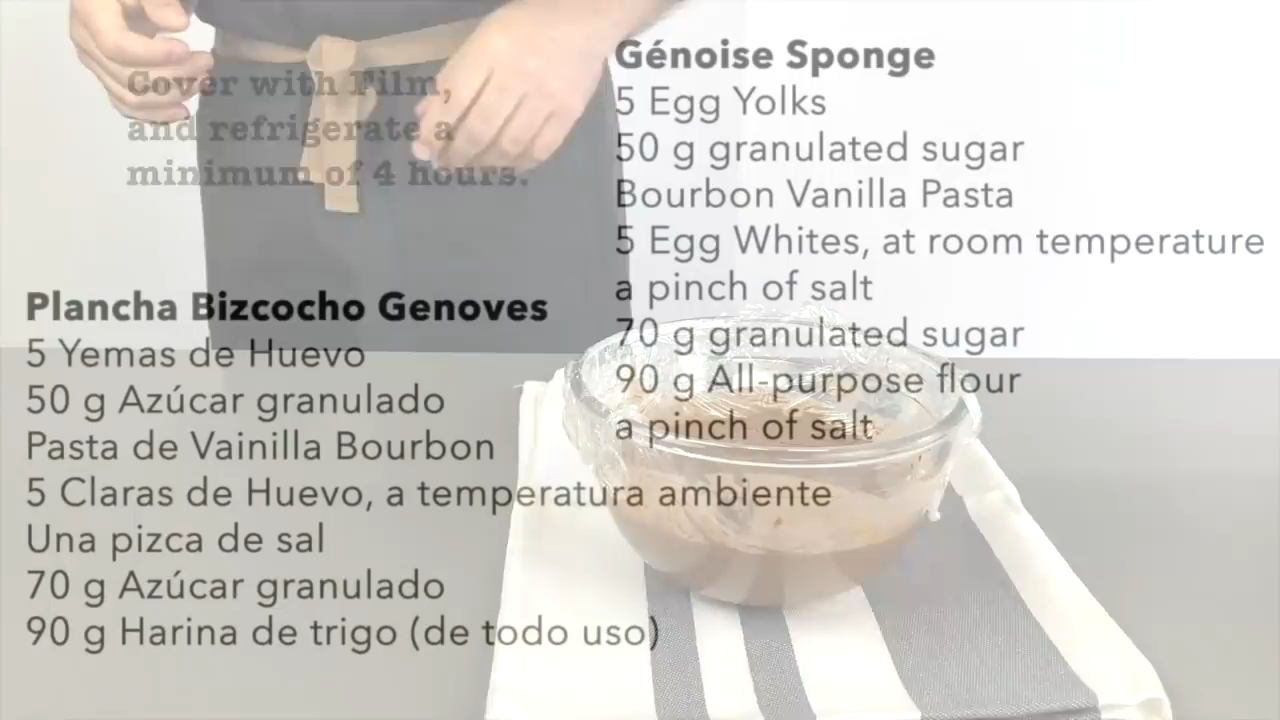 Cover with Film,
and refrigerate a
minimum of 4 hours.
Génoise Sponge
5 Egg Yolks
50 g granulated sugar
Bourbon Vanilla Pasta
5 Egg Whites, at room temperature
a pinch of salt
70 g granulated sugar
90 g All-purpose flour
a pinch of salt
Plancha Bizcocho Genoves
5 Yemas de Huevo
50 g Azúcar granulado
Pasta de Vainilla Bourbon
5 Claras de Huevo, a temperatura ambiente
Una pizca de sal
70 g Azúcar granulado
90 g Harina de trigo (de todo uso)